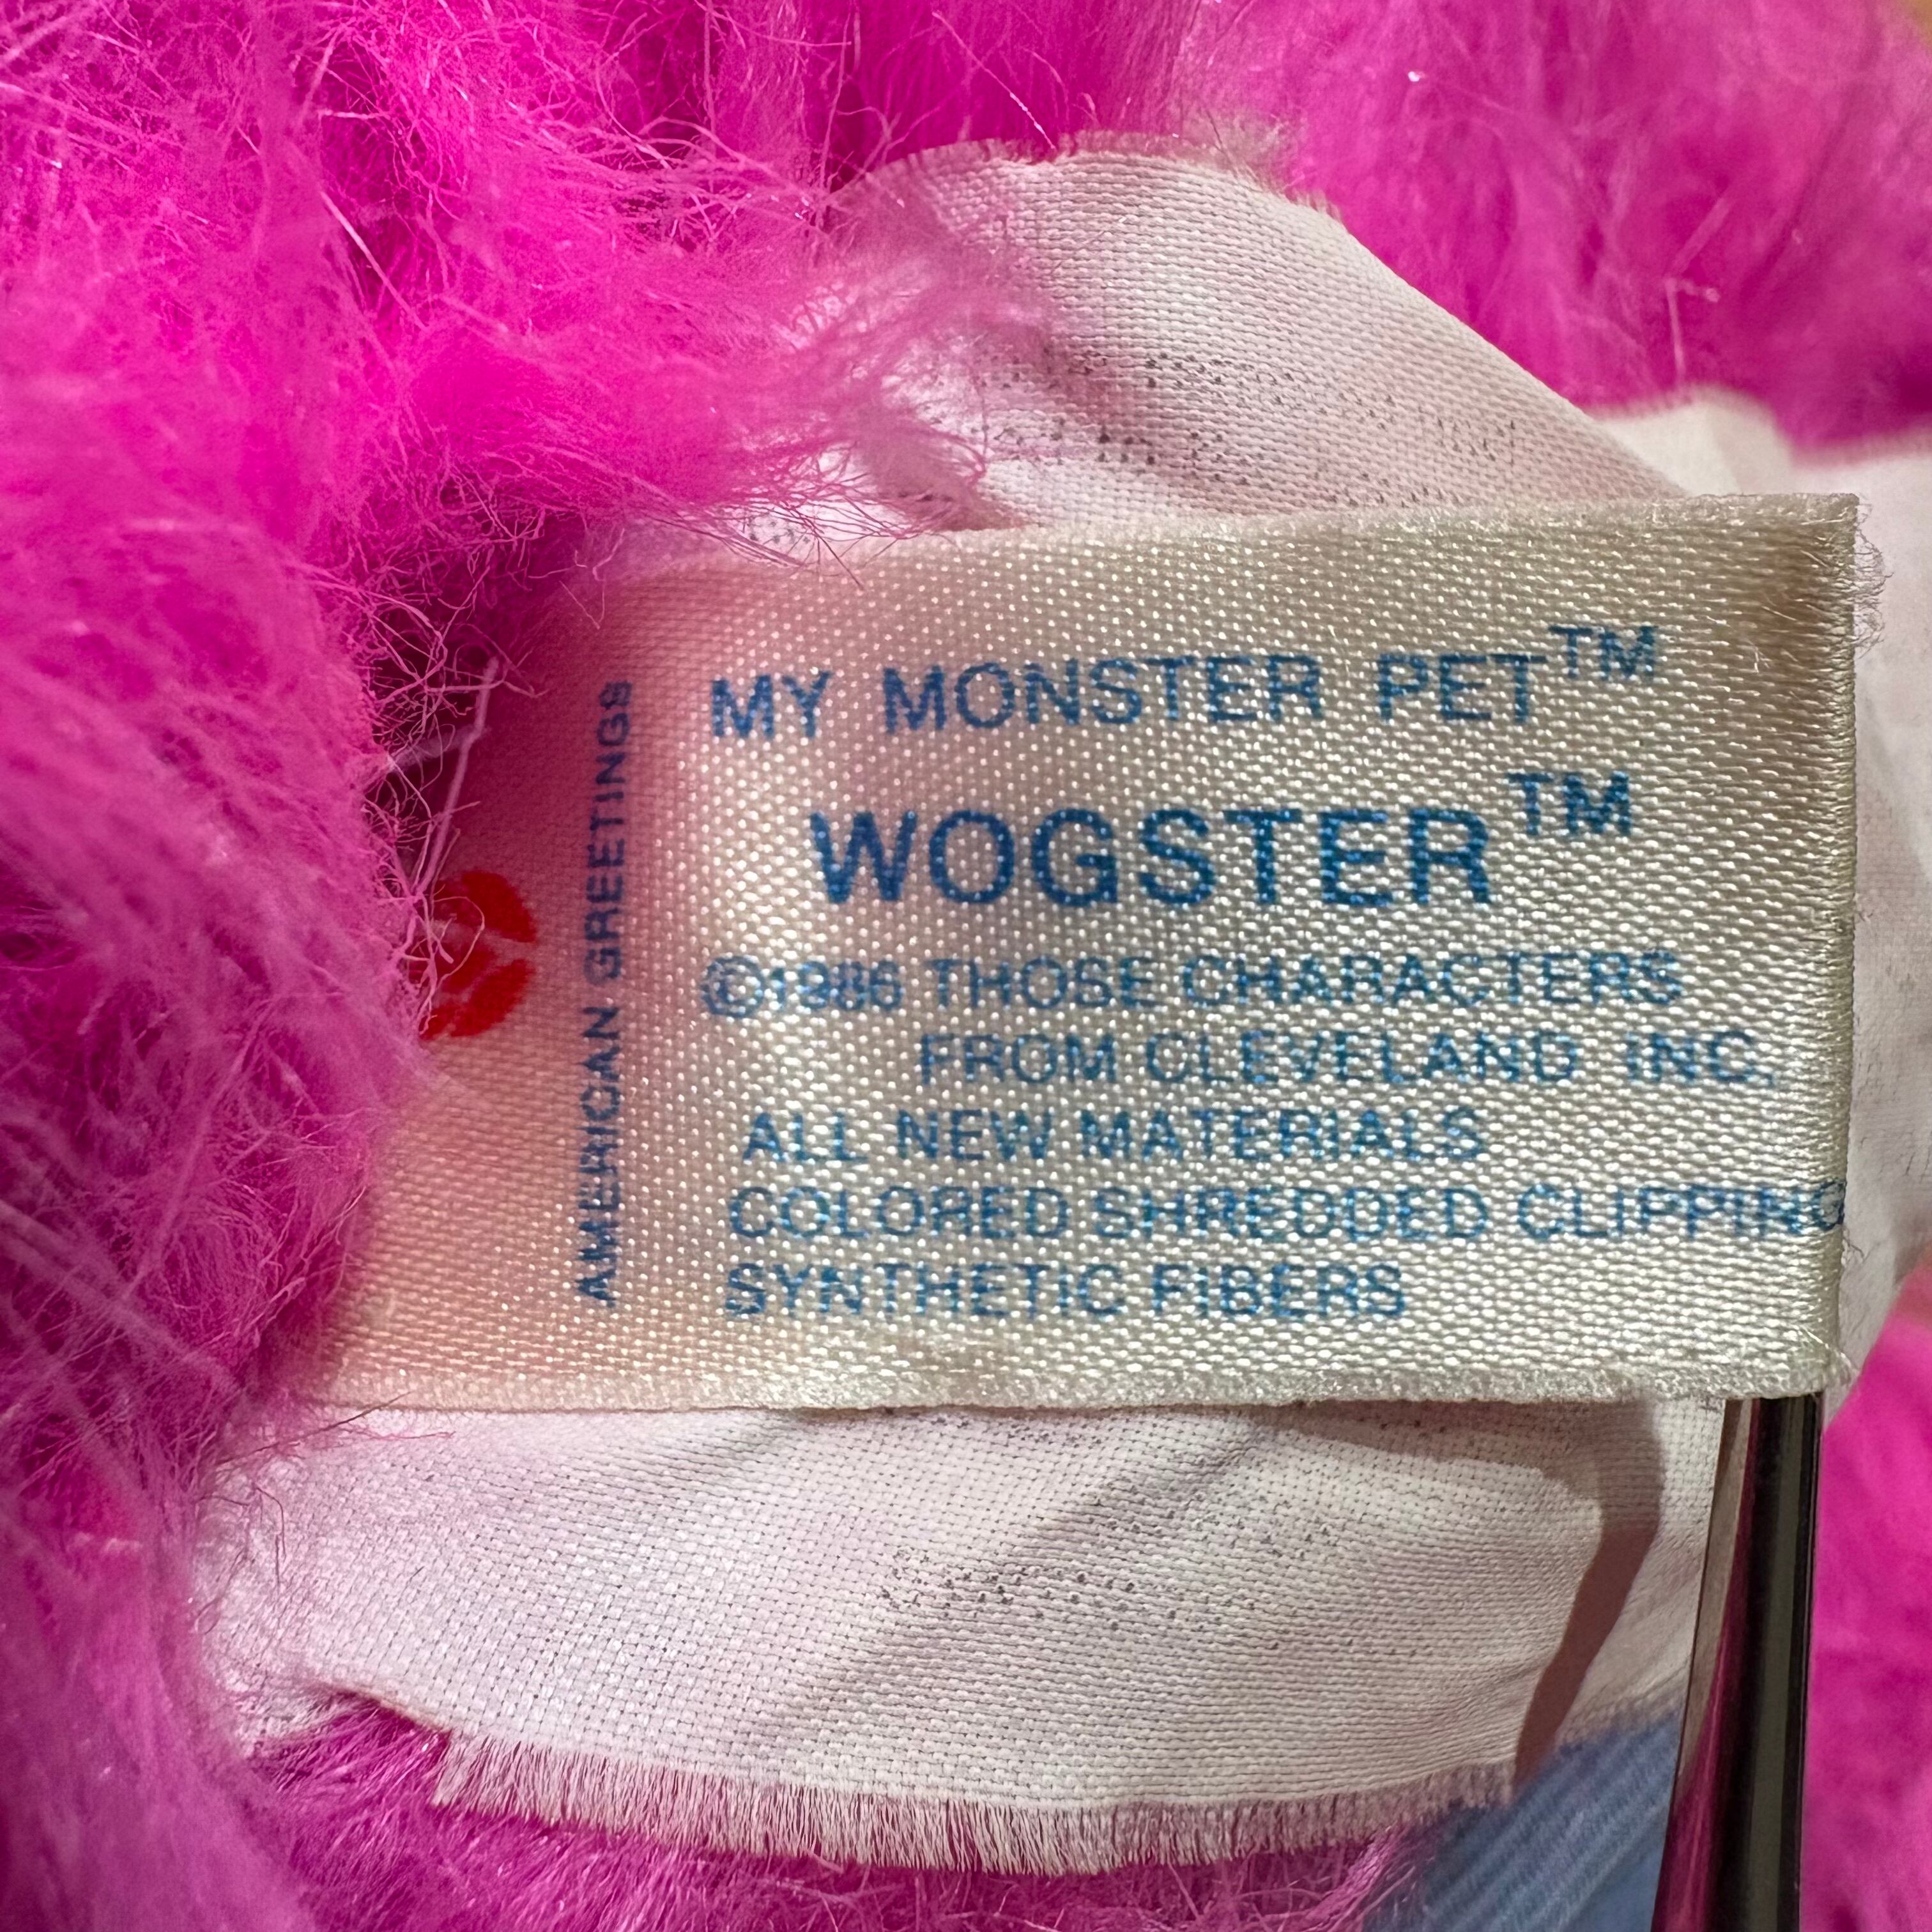 AMERICAN GREETINGS
MY MONSTER PET™
WOGSTER™
©1986 THOSE CHARACTERS
FROM CLEVELAND INC.
ALL NEW MATERIALS
COLORED SHREDDED CLIPPING
SYNTHETIC FIBERS